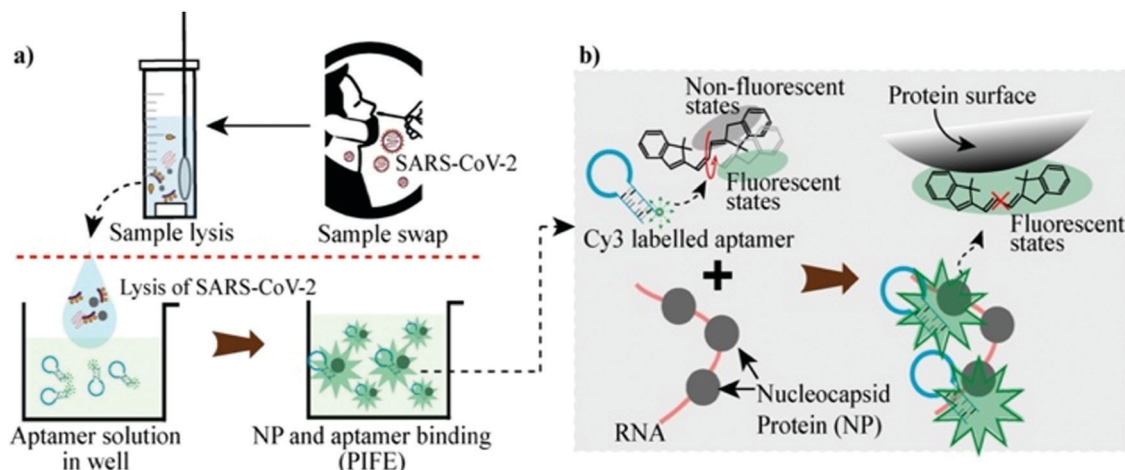 a)
SARS-CoV-2
Sample lysis
Sample swap
Lysis of SARS-CoV-2
Aptamer solution
in well
NP and aptamer binding
(PIFE)
b)
Non-fluorescent
states
Fluorescent
states
Cy3 labelled aptamer
+
RNA
Nucleocapsid
Protein (NP)
Protein surface
Fluorescent
states